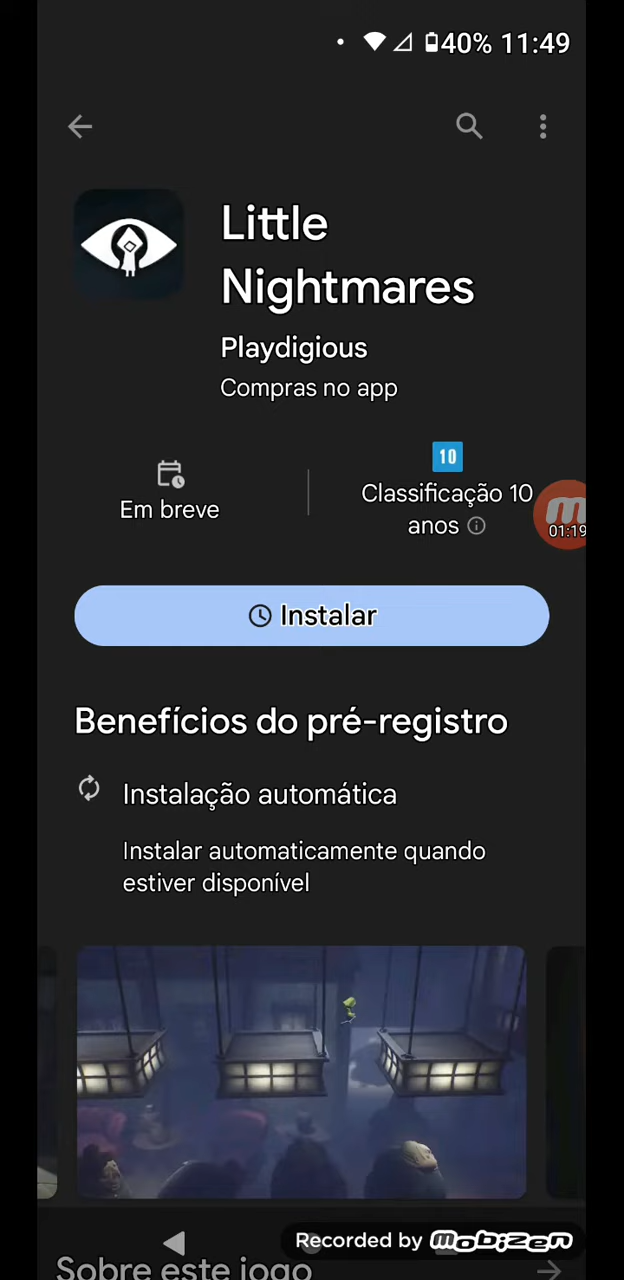 40% 11:49
Little
Nightmares
Playdigious
Compras no app
10
Em breve
Classificação 10
anos
01:19
Instalar
Benefícios do pré-registro
Instalação automática
Instalar automaticamente quando
estiver disponível
Recorded by mobizen
Sobre este jogo